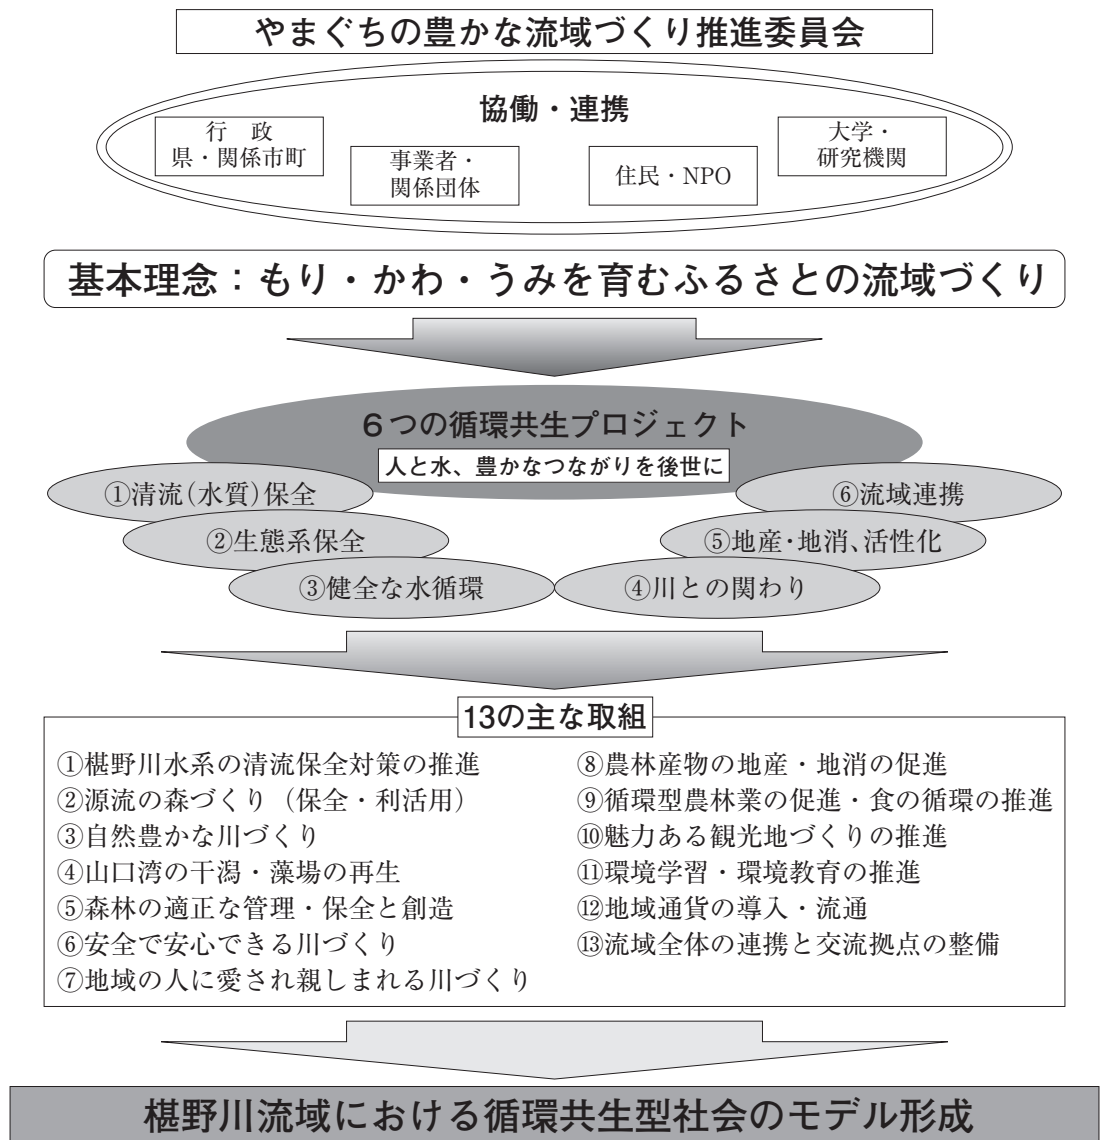 やまぐちの豊かな流域づくり推進委員会
協働・連携
行　政
県・関係市町
事業者・
関係団体
住民・NPO
大学・
研究機関
基本理念：もり・かわ・うみを育むふるさとの流域づくり
6つの循環共生プロジェクト
人と水、豊かなつながりを後世に
①清流(水質)保全
②生態系保全
③健全な水循環
④川との関わり
⑤地産・地消、活性化
⑥流域連携
13の主な取組
①椹野川水系の清流保全対策の推進
②源流の森づくり（保全・利活用）
③自然豊かな川づくり
④山口湾の干潟・藻場の再生
⑤森林の適正な管理・保全と創造
⑥安全で安心できる川づくり
⑦地域の人に愛され親しまれる川づくり
⑧農林産物の地産・地消の促進
⑨循環型農林業の促進・食の循環の推進
⑩魅力ある観光地づくりの推進
⑪環境学習・環境教育の推進
⑫地域通貨の導入・流通
⑬流域全体の連携と交流拠点の整備
椹野川流域における循環共生型社会のモデル形成